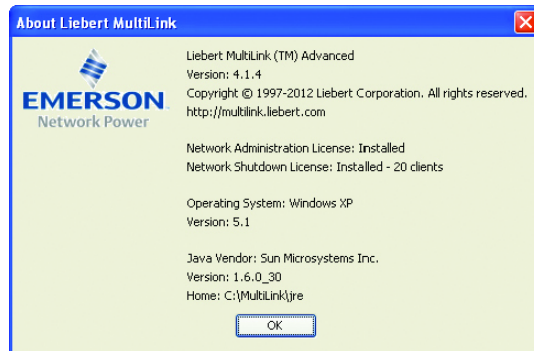 About Liebert MultiLink
EMERSON
Network Power
Liebert MultiLink (TM) Advanced
Version: 4.1.4
Copyright © 1997-2012 Liebert Corporation. All rights reserved.
http://multilink.liebert.com
Network Administration License: Installed
Network Shutdown License: Installed - 20 clients
Operating System: Windows XP
Version: 5.1
Java Vendor: Sun Microsystems Inc.
Version: 1.6.0_30
Home: C:\MultiLink\jre
OK